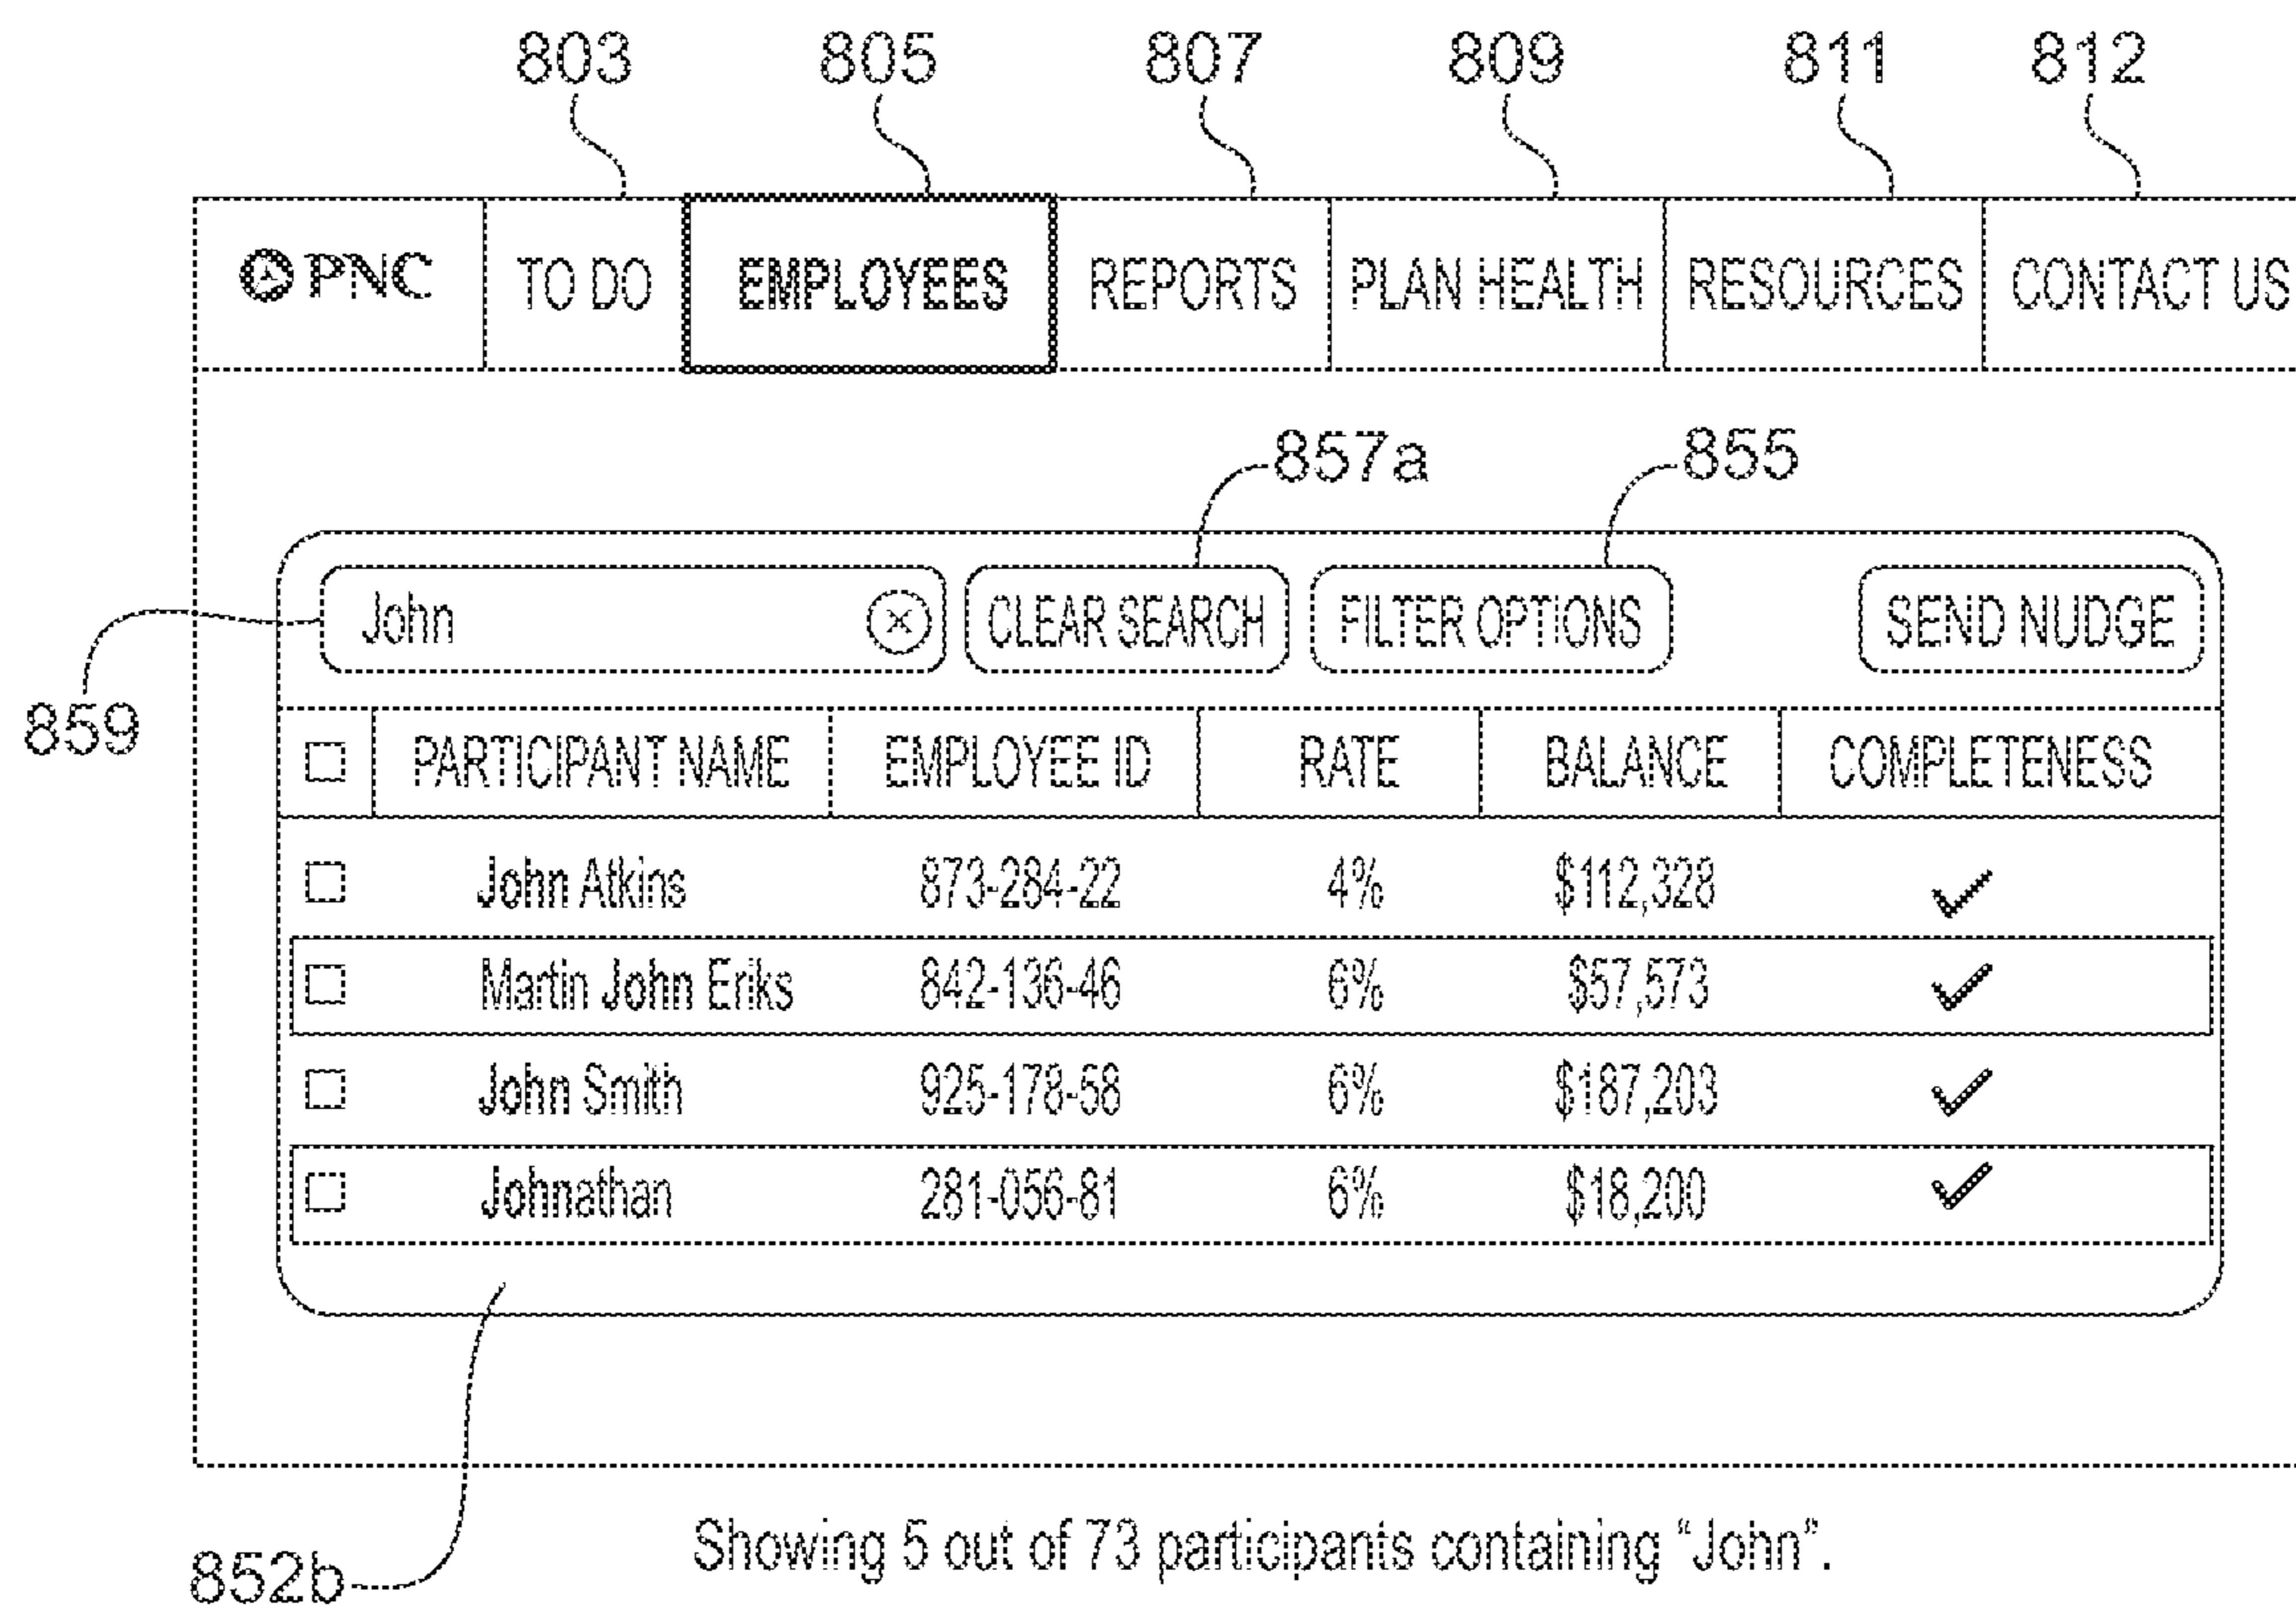 803 805 807 809 811 812
PNC TO DO EMPLOYEES REPORTS PLAN HEALTH RESOURCES CONTACT US
857a 855
John CLEAR SEARCH FILTER OPTIONS SEND NUDGE
859
PARTICIPANT NAME EMPLOYEE ID RATE BALANCE COMPLETENESS
John Atkins 873-284-22 4% $112,328
Martin John Eriks 842-136-46 6% $57,573
John Smith 925-178-58 6% $187,203
Johnathan 281-056-81 6% $18,200
Showing 5 out of 73 participants containing “John”.
852b